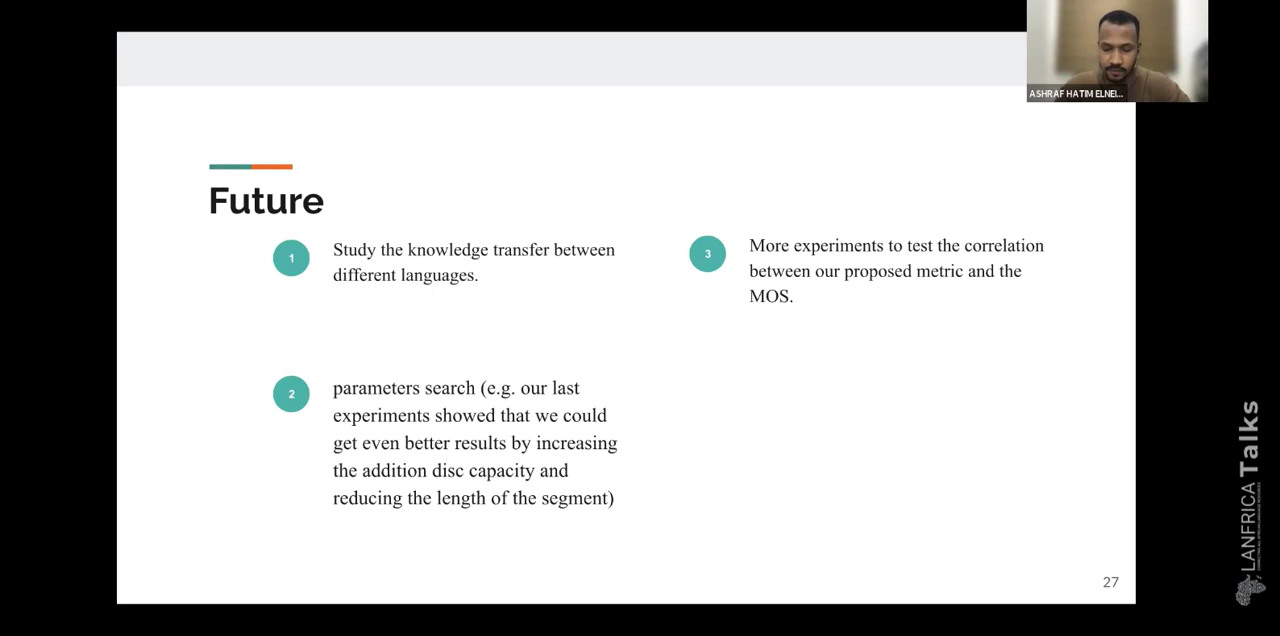 ASHRAF HATIM ELNEI...
Future
1
Study the knowledge transfer between
different languages.
2
parameters search (e.g. our last
experiments showed that we could
get even better results by increasing
the addition disc capacity and
reducing the length of the segment)
3
More experiments to test the correlation
between our proposed metric and the
MOS.
27
LANFRICA Talks